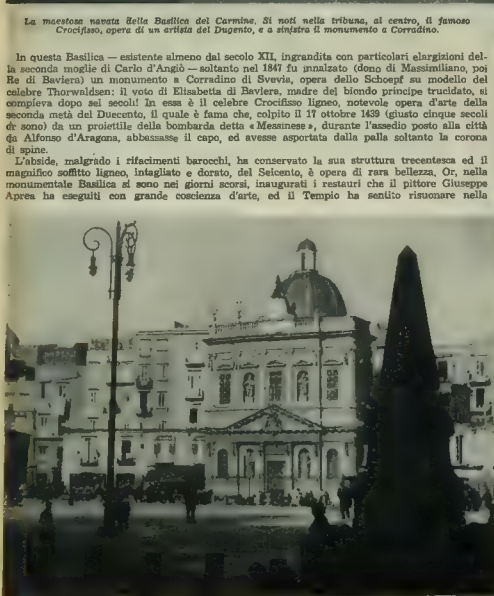 La maestosa navata della Basilica del Carmine. Si noti nella tribuna, al centro, il famoso
Crocifisso, opera di un artista del Dugento, e a sinistra il monumento a Corradino.
In questa Basilica — esistente almeno dal secolo XII, ingrandita con particolari elargizioni del-
la seconda moglie di Carlo d'Angiò — soltanto nel 1847 fu innalzato (dono di Massimiliano, poi
Re di Baviera) un monumento a Corradino di Svevia, opera dello Schoepf su modello del
celebre Thorwaldsen: il voto di Elisabetta di Baviera, madre del biondo principe trucidato, si
compieva dopo sei secoli! In essa è il celebre Crocifisso ligneo, notevole opera d'arte della
seconda metà del Duecento, il quale è fama che, colpito il 17 ottobre 1439 (giusto cinque secoli
or sono) da un proiettile della bombarda detta « Messinese », durante l'assedio posto alla città
da Alfonso d'Aragona, abbassasse il capo, ed avesse asportata dalla palla soltanto la corona
di spine.
L'abside, malgrado i rifacimenti barocchi, ha conservato la sua struttura trecentesca ed il
magnifico soffitto ligneo, intagliato e dorato, del Seicento, è opera di rara bellezza. Or, nella
monumentale Basilica si sono nei giorni scorsi, inaugurati i restauri che il pittore Giuseppe
Aprea ha eseguiti con grande coscienza d'arte, ed il Tempio ha sentito risuonare nella